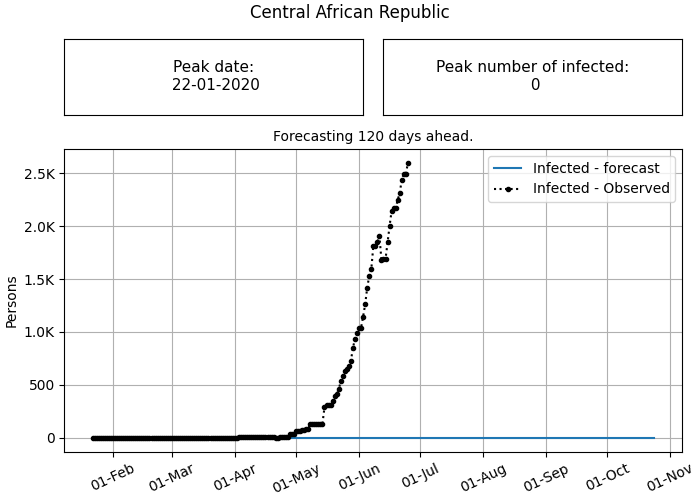 Central African Republic
Peak date:
22-01-2020
Peak number of infected:
0
Forecasting 120 days ahead.
Infected - forecast
Infected - Observed
2.5K
2.0K
1.5K
1.0K
500
0
Persons
01-Feb
01-Mar
01-Apr
01-May
01-Jun
01-Jul
01-Aug
01-Sep
01-Oct
01-Nov